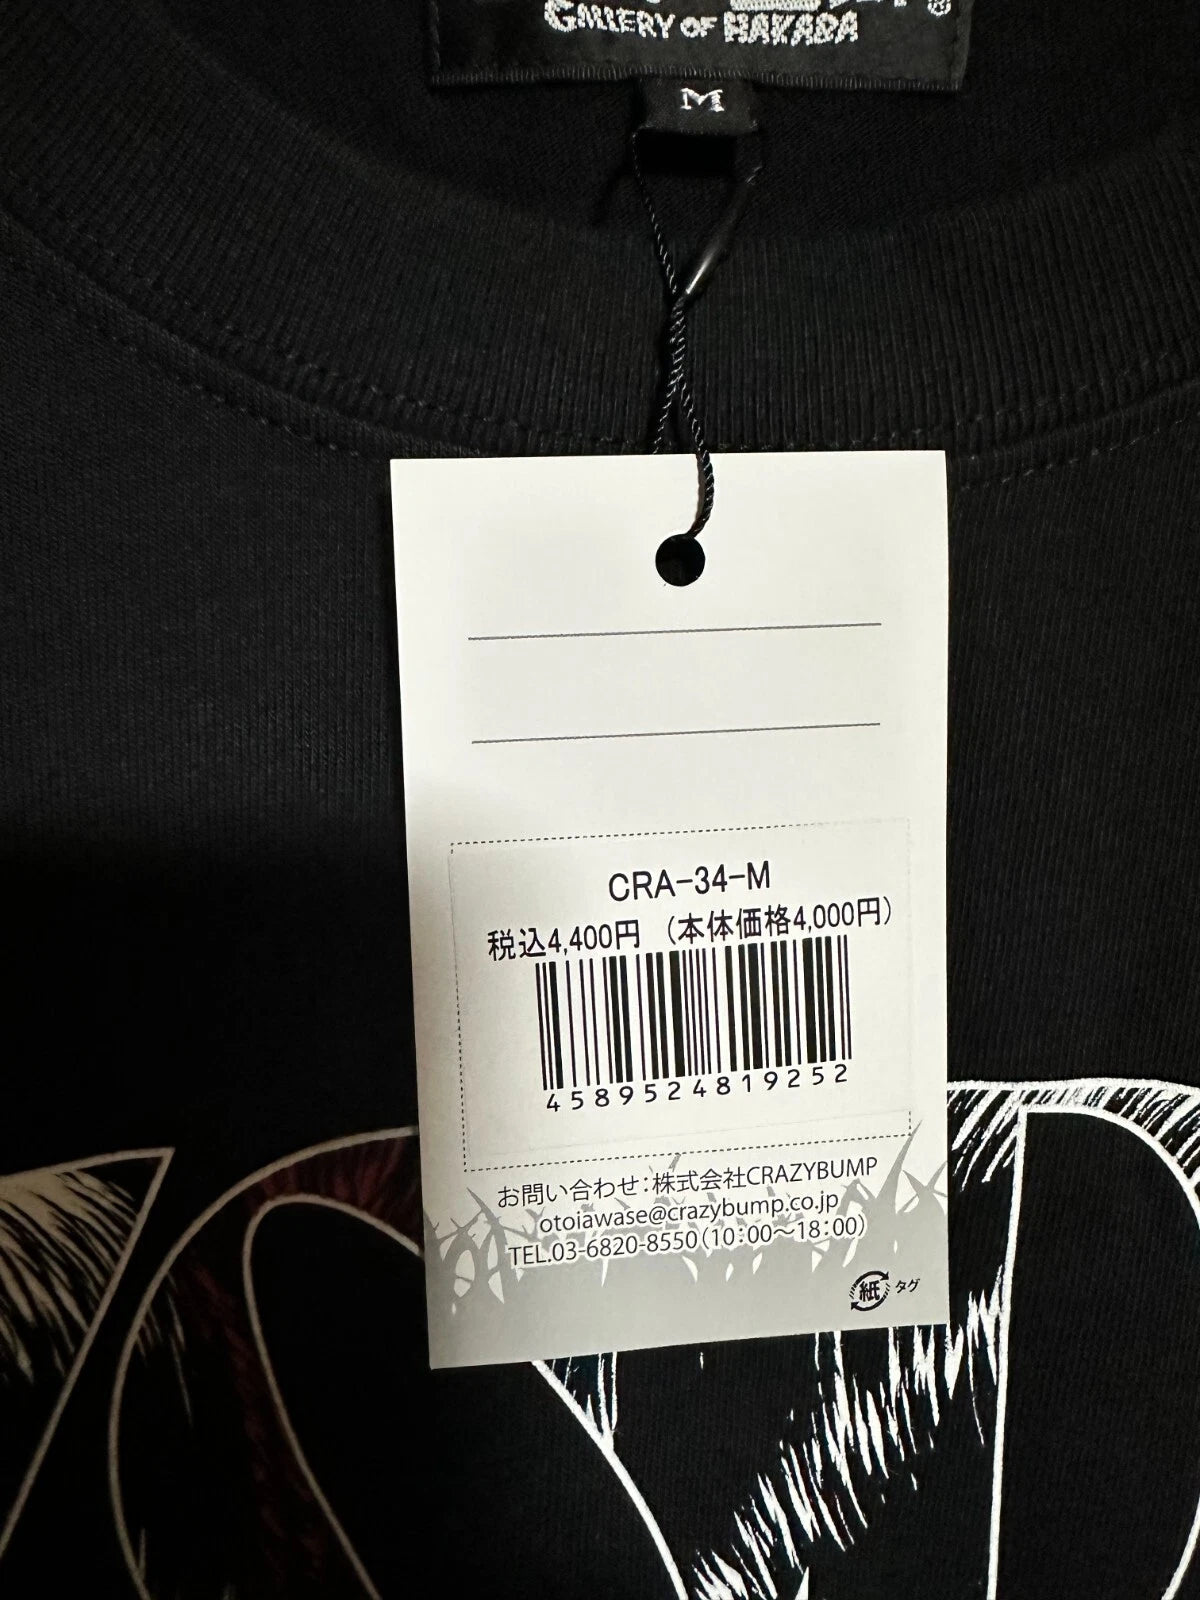 GALLERY OF HAKABA
M
CRA-34-M
税込4,400円 (本体価格4,000円)
4589524819252
お問い合わせ：株式会社CRAZYBUMP
otoiawase@crazybump.co.jp
TEL.03-6820-8550(10：00〜18：00)
紙 タグ